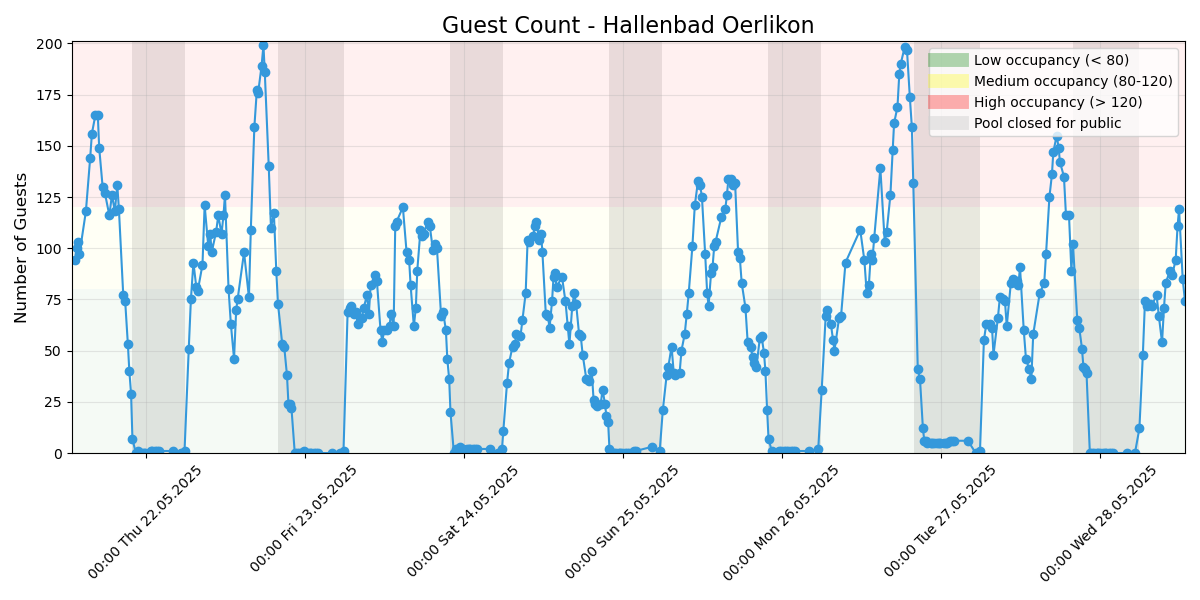 Guest Count - Hallenbad Oerlikon
Number of Guests
200
175
150
125
100
75
50
25
0
Low occupancy (< 80)
Medium occupancy (80-120)
High occupancy (> 120)
Pool closed for public
00:00 Thu 22.05.2025
00:00 Fri 23.05.2025
00:00 Sat 24.05.2025
00:00 Sun 25.05.2025
00:00 Mon 26.05.2025
00:00 Tue 27.05.2025
00:00 Wed 28.05.2025